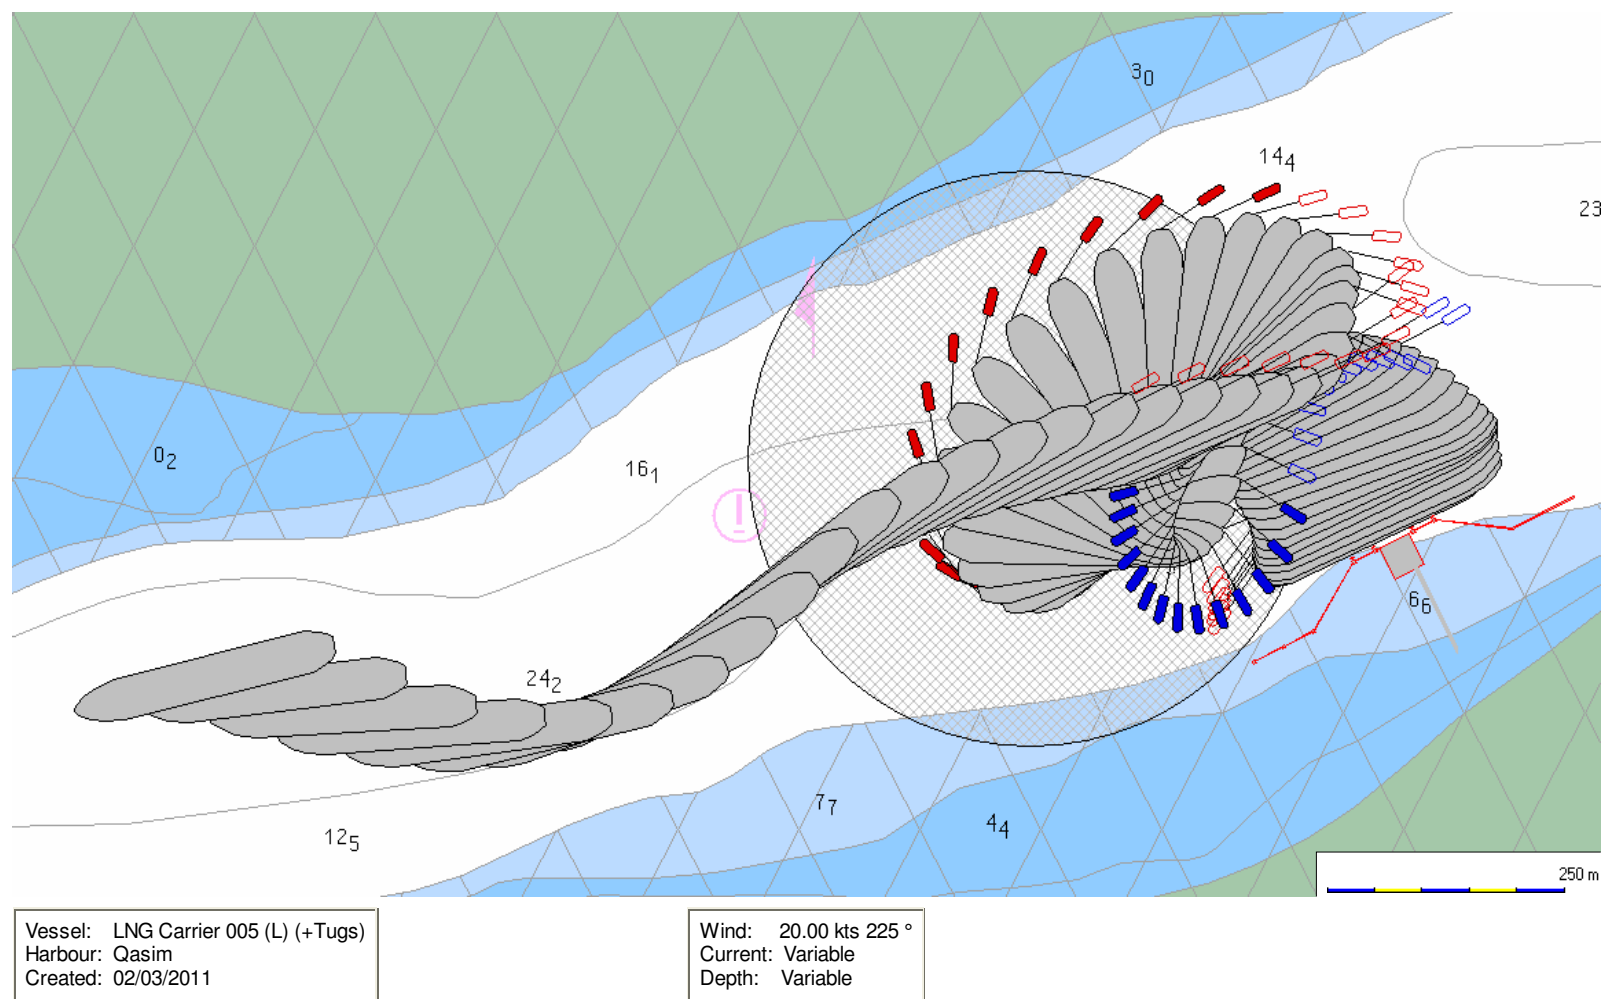 3₀
14₄
23
0₂
16₁
6₆
24₂
7₇
4₄
12₅
250 m
Vessel: LNG Carrier 005 (L) (+Tugs)
Harbour: Qasim
Created: 02/03/2011
Wind: 20.00 kts 225 °
Current: Variable
Depth: Variable